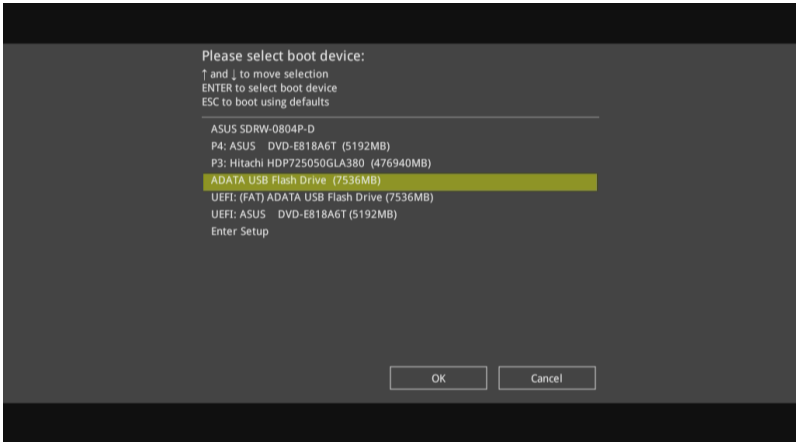 Please select boot device:
↑ and ↓ to move selection
ENTER to select boot device
ESC to boot using defaults
ASUS SDRW-0804P-D
P4: ASUS DVD-E818A6T (5192MB)
P3: Hitachi HDP725050GLA380 (476940MB)
ADATA USB Flash Drive (7536MB)
UEFI: (FAT) ADATA USB Flash Drive (7536MB)
UEFI: ASUS DVD-E818A6T (5192MB)
Enter Setup
OK Cancel